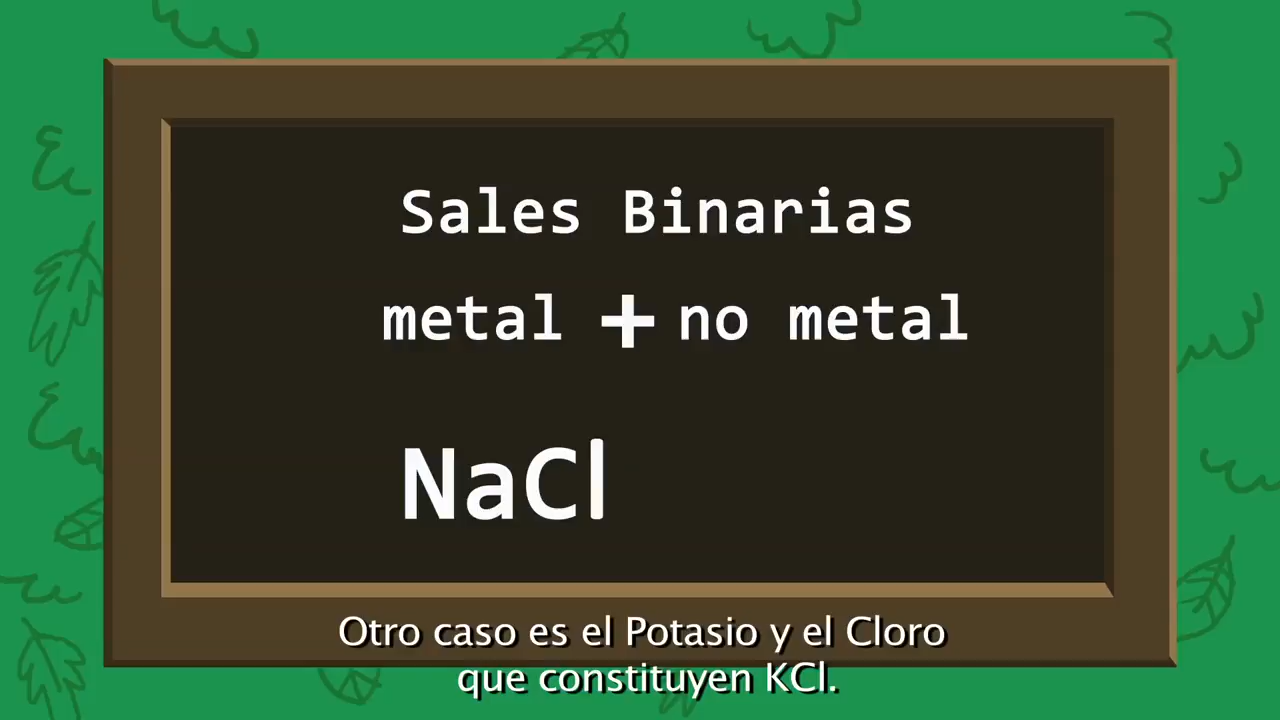 Sales Binarias
metal + no metal
NaCl
Otro caso es el Potasio y el Cloro
que constituyen KCl.